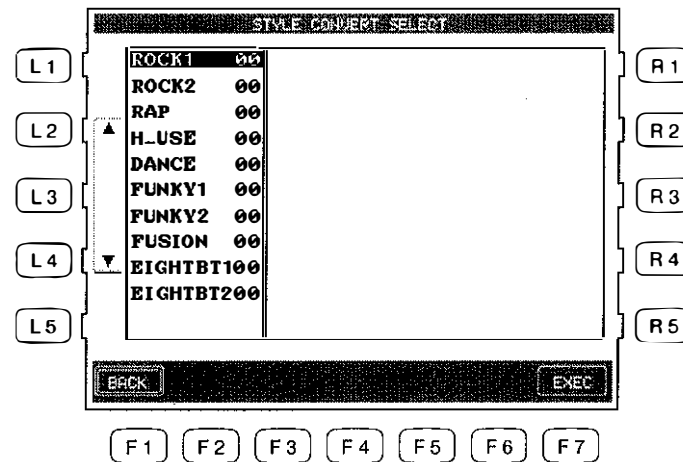 STYLE CONVERT SELECT
L1
R1
ROCK1 00
ROCK2 00
RAP 00
L2
R2
H_USE 00
DANCE 00
FUNKY1 00
L3
R3
FUNKY2 00
FUSION 00
L4
R4
EIGHTBT100
EIGHTBT200
L5
R5
BACK
EXEC
F1 F2 F3 F4 F5 F6 F7